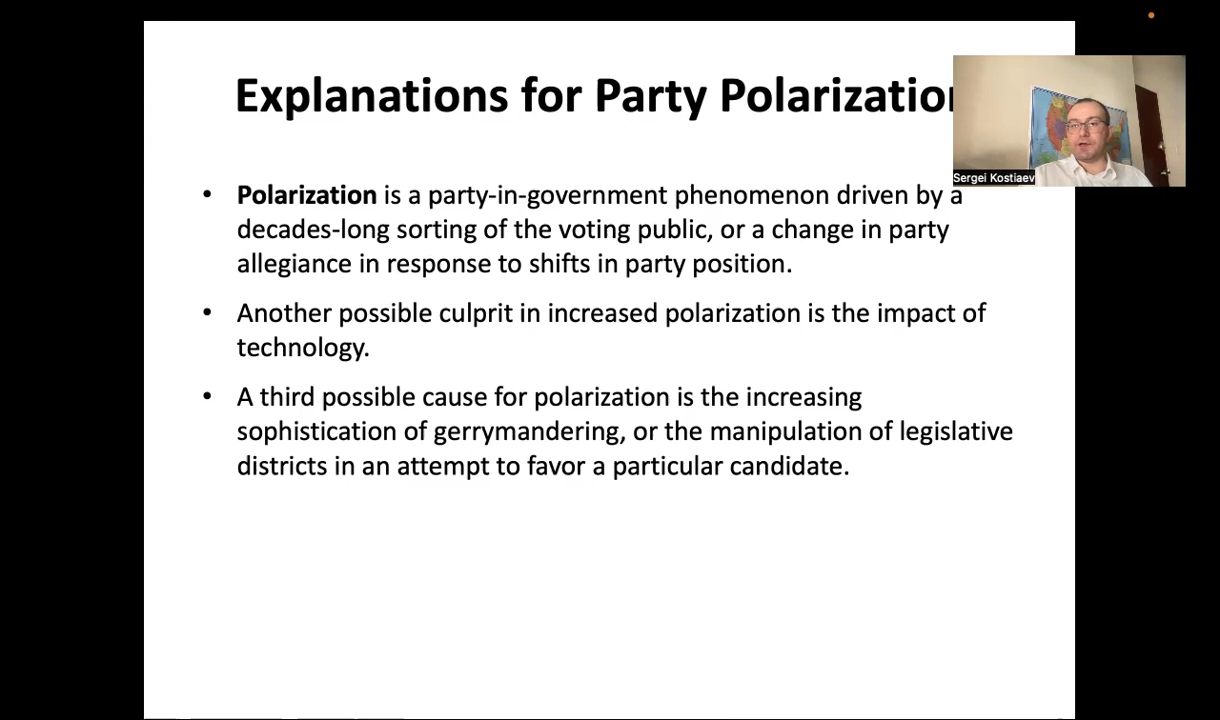 Explanations for Party Polarization
Sergei Kostiaev
• Polarization is a party-in-government phenomenon driven by a
decades-long sorting of the voting public, or a change in party
allegiance in response to shifts in party position.
• Another possible culprit in increased polarization is the impact of
technology.
• A third possible cause for polarization is the increasing
sophistication of gerrymandering, or the manipulation of legislative
districts in an attempt to favor a particular candidate.